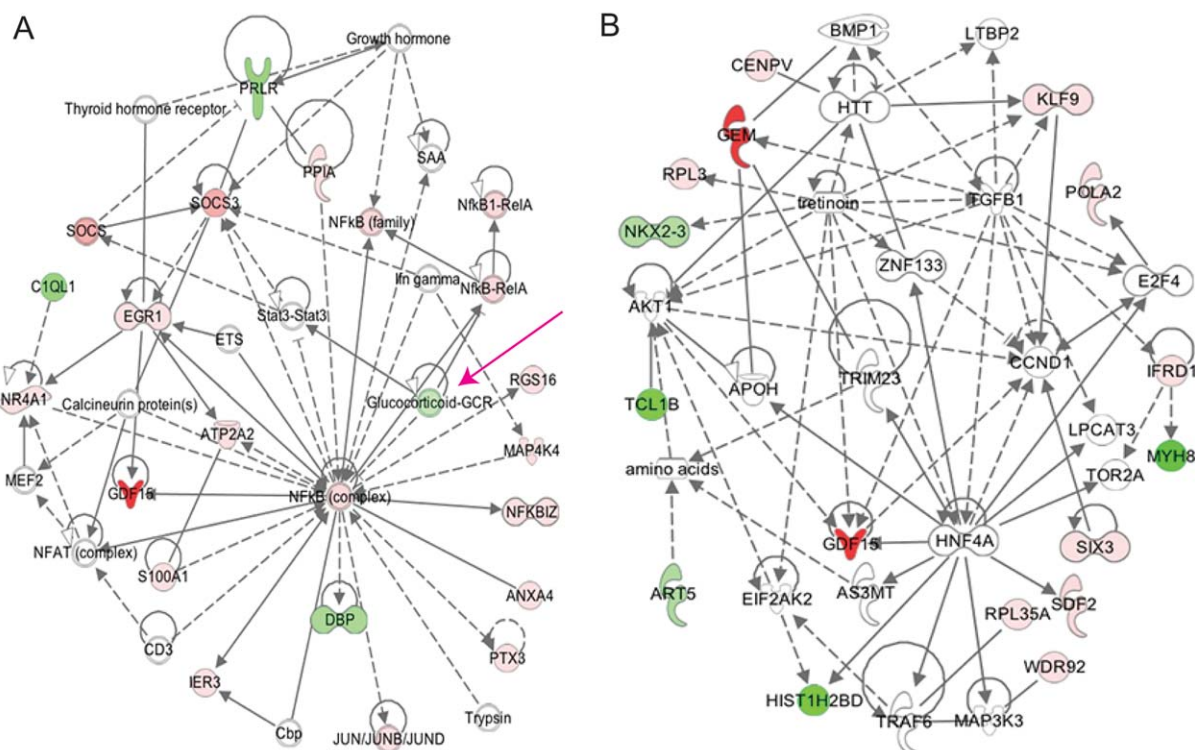 A
Growth hormone
PRLR
Thyroid hormone receptor
PPIA
SAA
SOCS3
NFkB (family)
NfkB1-RelA
SOCS
Ifn gamma
NfkB-RelA
C1QL1
EGR1
Stat3-Stat3
ETS
Glucocorticoid-GCR
RGS16
NR4A1
Calcineurin protein(s)
ATP2A2
MAP4K4
MEF2
GDF15
NFkB (complex)
NFKBIZ
NFAT (complex)
S100A1
ANXA4
DBP
CD3
PTX3
IER3
Cbp
JUN/JUNB/JUND
Trypsin
B
BMP1
LTBP2
CENPV
HTT
KLF9
GEM
RPL3
tretinoin
TGFB1
POLA2
NKX2-3
ZNF133
E2F4
AKT1
CCND1
IFRD1
APOH
TRIM23
TCL1B
LPCAT3
MYH8
amino acids
TOR2A
GDF15
HNF4A
SIX3
ART5
EIF2AK2
AS3MT
SDF2
RPL35A
WDR92
HIST1H2BD
TRAF6
MAP3K3